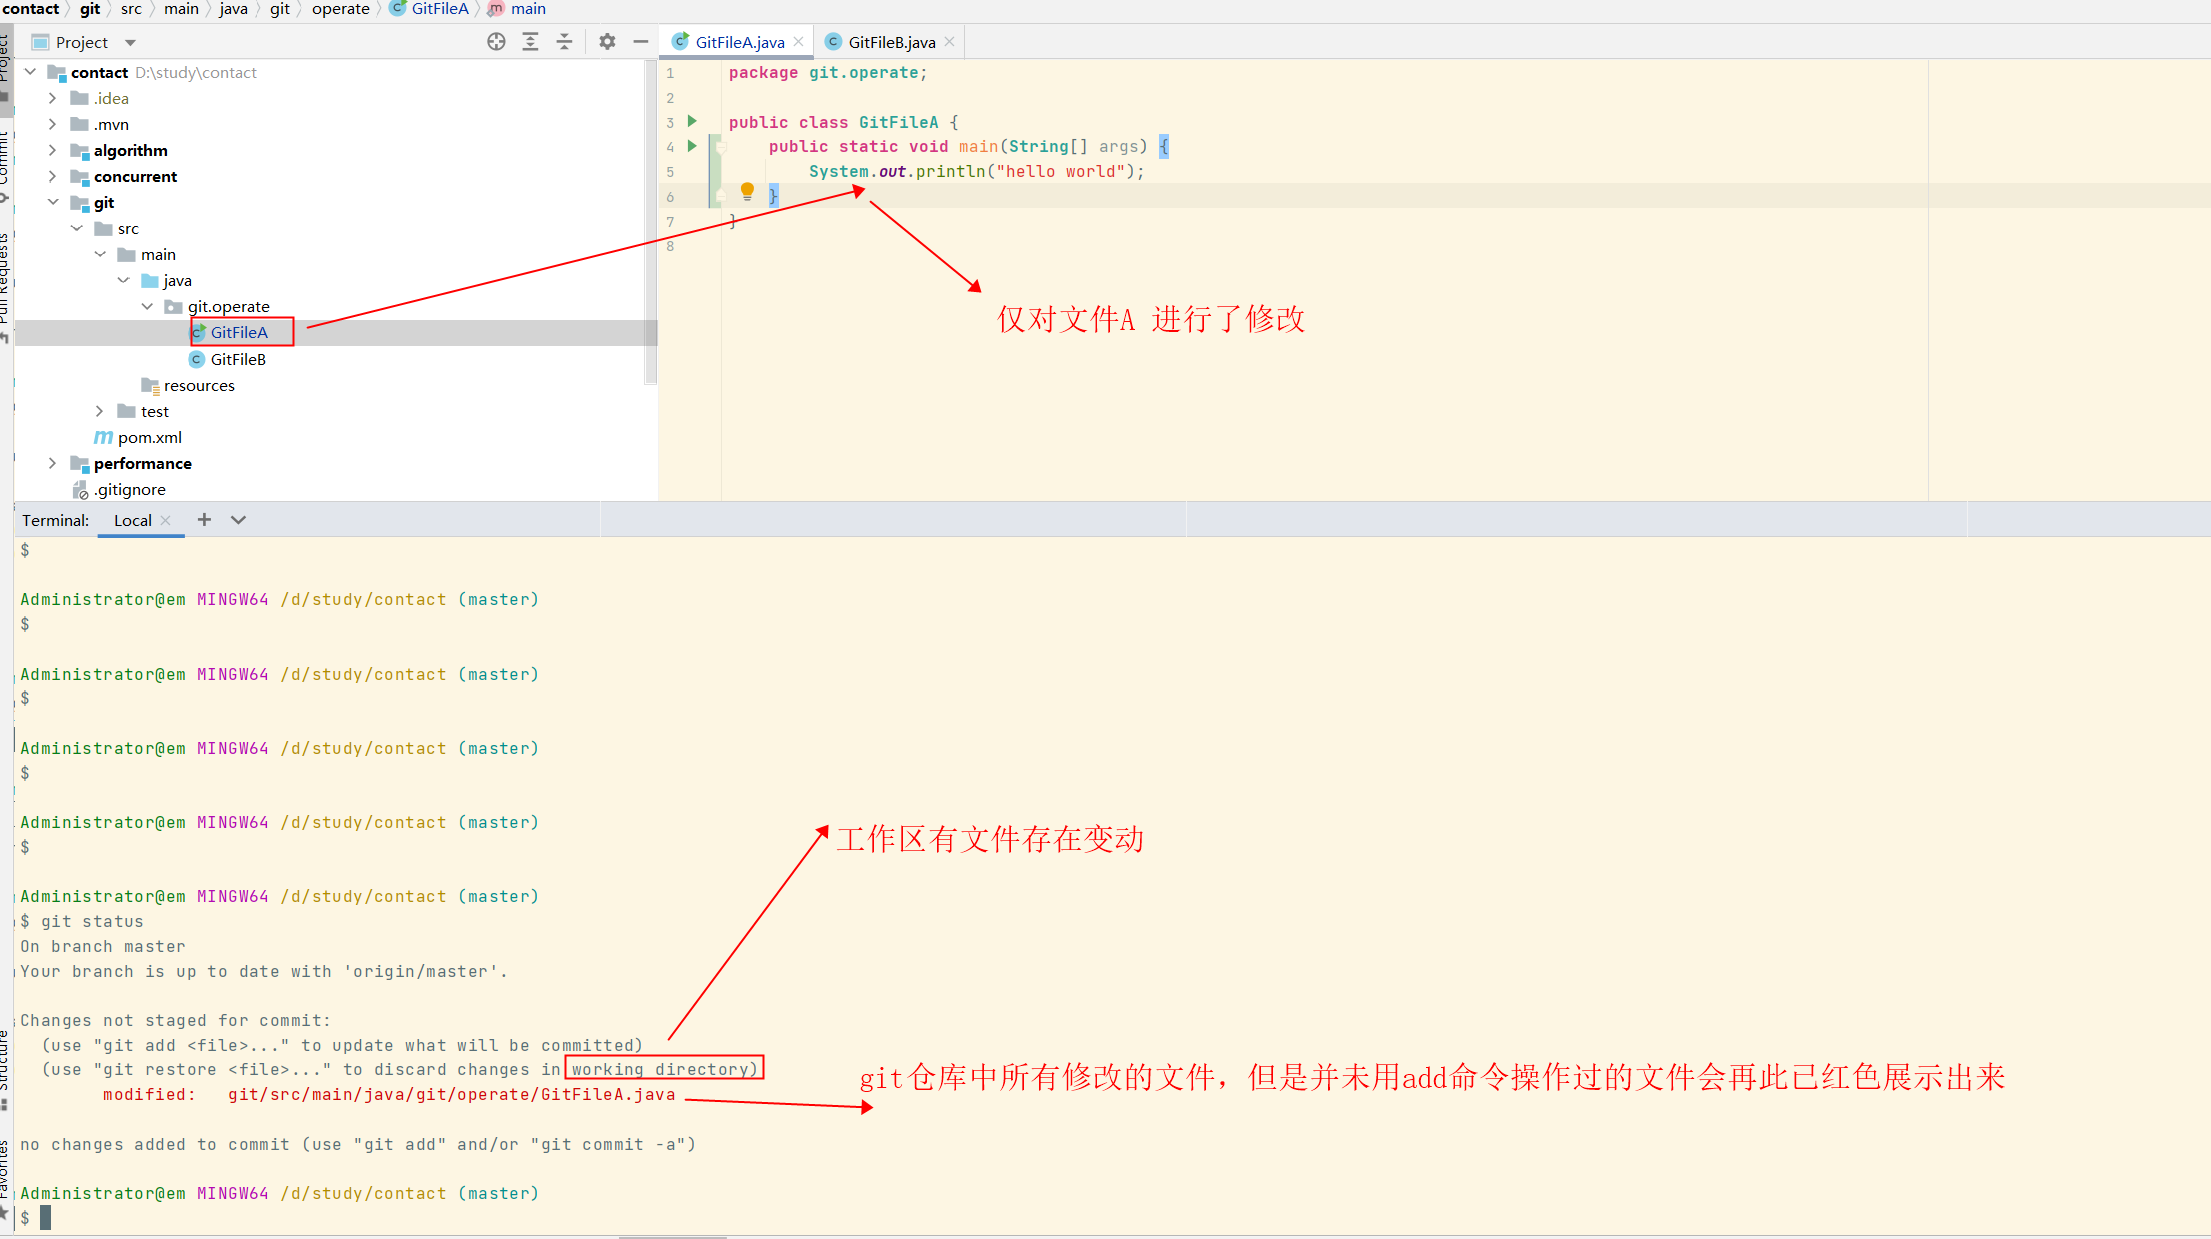 contact git src main java git operate GitFileA main
Project
GitFileA.java GitFileB.java
contact D:\study\contact
.idea
.mvn
algorithm
concurrent
git
src
main
java
git.operate
GitFileA
GitFileB
resources
test
pom.xml
performance
.gitignore
Project
Commit
Pull Requests
Structure
Favorites
1 package git.operate;
2
3 public class GitFileA {
4 public static void main(String[] args) {
5 System.out.println("hello world");
6 }
7 }
8
仅对文件A 进行了修改
Terminal: Local
$
Administrator@em MINGW64 /d/study/contact (master)
$
Administrator@em MINGW64 /d/study/contact (master)
$
Administrator@em MINGW64 /d/study/contact (master)
$
Administrator@em MINGW64 /d/study/contact (master)
$
工作区有文件存在变动
Administrator@em MINGW64 /d/study/contact (master)
$ git status
On branch master
Your branch is up to date with 'origin/master'.
Changes not staged for commit:
(use "git add <file>..." to update what will be committed)
(use "git restore <file>..." to discard changes in working directory)
git仓库中所有修改的文件，但是并未用add命令操作过的文件会再此已红色展示出来
modified: git/src/main/java/git/operate/GitFileA.java
no changes added to commit (use "git add" and/or "git commit -a")
Administrator@em MINGW64 /d/study/contact (master)
$